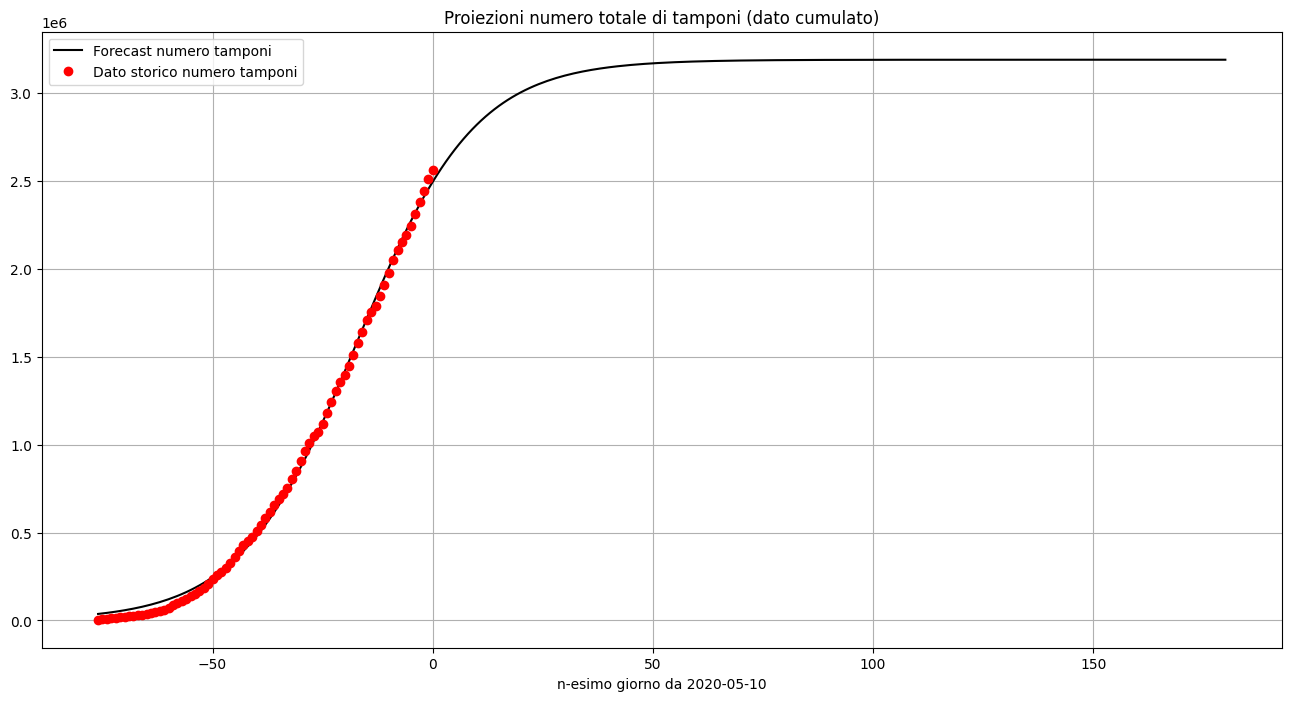 Proiezioni numero totale di tamponi (dato cumulato)
1e6
Forecast numero tamponi
Dato storico numero tamponi
3.0
2.5
2.0
1.5
1.0
0.5
0.0
−50
0
50
100
150
n-esimo giorno da 2020-05-10